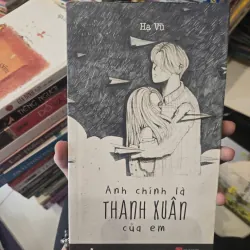 Hạ Vũ
Anh chính là
THANH XUÂN
của em